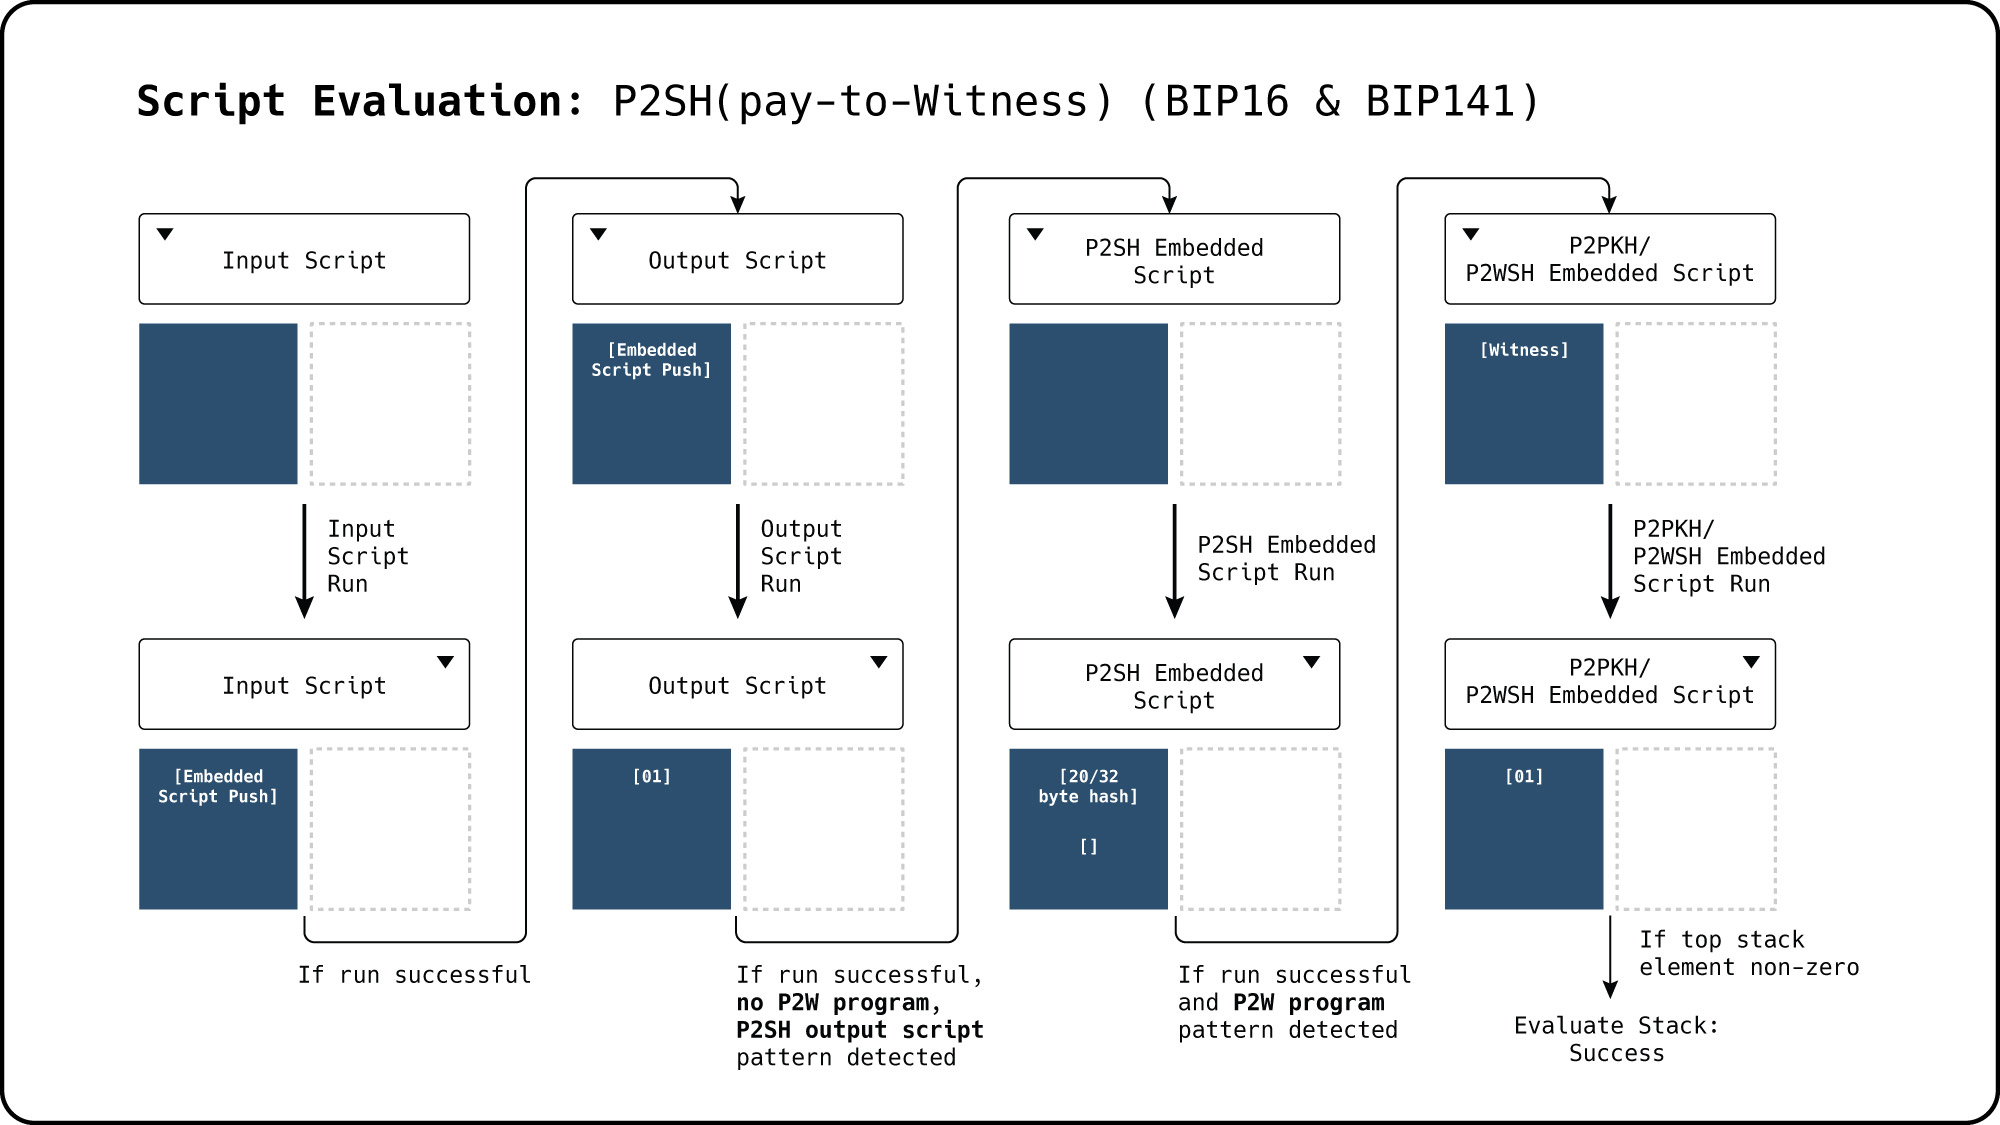 Script Evaluation: P2SH(pay-to-Witness) (BIP16 & BIP141)
Input Script
Output Script
P2SH Embedded
Script
P2PKH/
P2WSH Embedded Script
[Embedded
Script Push]
[Witness]
Input
Script
Run
Output
Script
Run
P2SH Embedded
Script Run
P2PKH/
P2WSH Embedded
Script Run
Input Script
Output Script
P2SH Embedded
Script
P2PKH/
P2WSH Embedded Script
[Embedded
Script Push]
[01]
[20/32
byte hash]
[]
[01]
If run successful
If run successful,
no P2W program,
P2SH output script
pattern detected
If run successful
and P2W program
pattern detected
If top stack
element non-zero
Evaluate Stack:
Success